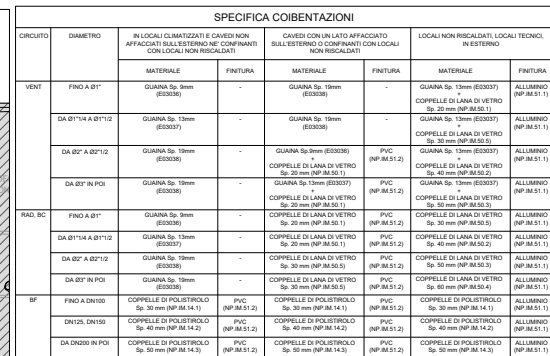 SPECIFICA COIBENTAZIONI
CIRCUITO DIAMETRO IN LOCALI CLIMATIZZATI E CAVEDI NON AFFACCIATI SULL'ESTERNO NE' CONFINANTI CON LOCALI NON RISCALDATI CAVEDI CON UN LATO AFFACCIATO SULL'ESTERNO O CONFINANTI CON LOCALI NON RISCALDATI LOCALI NON RISCALDATI, LOCALI TECNICI, IN ESTERNO
MATERIALE FINITURA MATERIALE FINITURA MATERIALE FINITURA
VENT FINO A Ø1" GUAINA Sp. 9mm (E03036) - GUAINA Sp. 19mm (E03038) - GUAINA Sp. 13mm (E03037) + COPPELLE DI LANA DI VETRO Sp. 20 mm (NP.IM.50.1) ALLUMINIO (NP.IM.51.1)
DA Ø1"1/4 A Ø1"1/2 GUAINA Sp. 13mm (E03037) - GUAINA Sp. 19mm (E03038) - GUAINA Sp. 13mm (E03037) + COPPELLE DI LANA DI VETRO Sp. 30 mm (NP.IM.50.5) ALLUMINIO (NP.IM.51.1)
DA Ø2" A Ø2"1/2 GUAINA Sp. 19mm (E03038) - GUAINA Sp.9mm (E03036) + COPPELLE DI LANA DI VETRO Sp. 20 mm (NP.IM.50.1) PVC (NP.IM.51.2) GUAINA Sp. 13mm (E03037) + COPPELLE DI LANA DI VETRO Sp. 40 mm (NP.IM.50.2) ALLUMINIO (NP.IM.51.1)
DA Ø3" IN POI GUAINA Sp. 19mm (E03038) - GUAINA Sp.13mm (E03037) + COPPELLE DI LANA DI VETRO Sp. 20 mm (NP.IM.50.1) PVC (NP.IM.51.2) GUAINA Sp. 13mm (E03037) + COPPELLE DI LANA DI VETRO Sp. 50 mm (NP.IM.50.3) ALLUMINIO (NP.IM.51.1)
RAD, BC FINO A Ø1" GUAINA Sp. 9mm (E03036) - COPPELLE DI LANA DI VETRO Sp. 20 mm (NP.IM.50.1) PVC (NP.IM.51.2) COPPELLE DI LANA DI VETRO Sp. 30 mm (NP.IM.50.5) ALLUMINIO (NP.IM.51.1)
DA Ø1"1/4 A Ø1"1/2 GUAINA Sp. 13mm (E03037) - COPPELLE DI LANA DI VETRO Sp. 20 mm (NP.IM.50.1) PVC (NP.IM.51.2) COPPELLE DI LANA DI VETRO Sp. 40 mm (NP.IM.50.2) ALLUMINIO (NP.IM.51.1)
DA Ø2" A Ø2"1/2 GUAINA Sp. 19mm (E03038) - COPPELLE DI LANA DI VETRO Sp. 30 mm (NP.IM.50.5) PVC (NP.IM.51.2) COPPELLE DI LANA DI VETRO Sp. 50 mm (NP.IM.50.3) ALLUMINIO (NP.IM.51.1)
DA Ø3" IN POI GUAINA Sp. 19mm (E03038) - COPPELLE DI LANA DI VETRO Sp. 30 mm (NP.IM.50.5) PVC (NP.IM.51.2) COPPELLE DI LANA DI VETRO Sp. 60 mm (NP.IM.50.4) ALLUMINIO (NP.IM.51.1)
BF FINO A DN100 COPPELLE DI POLISTIROLO Sp. 30 mm (NP.IM.14.1) PVC (NP.IM.51.2) COPPELLE DI POLISTIROLO Sp. 30 mm (NP.IM.14.1) PVC (NP.IM.51.2) COPPELLE DI POLISTIROLO Sp. 30 mm (NP.IM.14.1) ALLUMINIO (NP.IM.51.1)
DN125, DN150 COPPELLE DI POLISTIROLO Sp. 40 mm (NP.IM.14.2) PVC (NP.IM.51.2) COPPELLE DI POLISTIROLO Sp. 40 mm (NP.IM.14.2) PVC (NP.IM.51.2) COPPELLE DI POLISTIROLO Sp. 40 mm (NP.IM.14.2) ALLUMINIO (NP.IM.51.1)
DA DN200 IN POI COPPELLE DI POLISTIROLO Sp. 50 mm (NP.IM.14.3) PVC (NP.IM.51.2) COPPELLE DI POLISTIROLO Sp. 50 mm (NP.IM.14.3) PVC (NP.IM.51.2) COPPELLE DI POLISTIROLO Sp. 50 mm (NP.IM.14.3) ALLUMINIO (NP.IM.51.1)